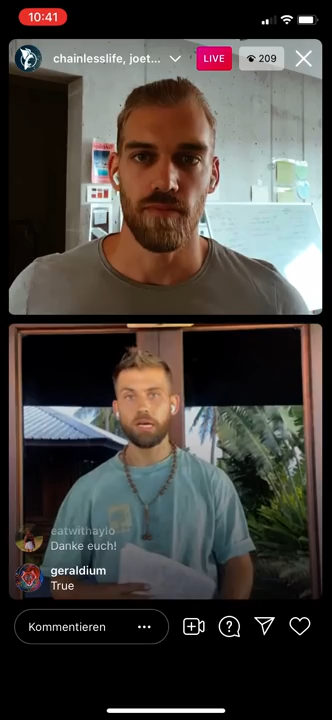 10:41
chainlesslife, joet...
LIVE
209
eatwithaylo
Danke euch!
geraldium
True
Kommentieren